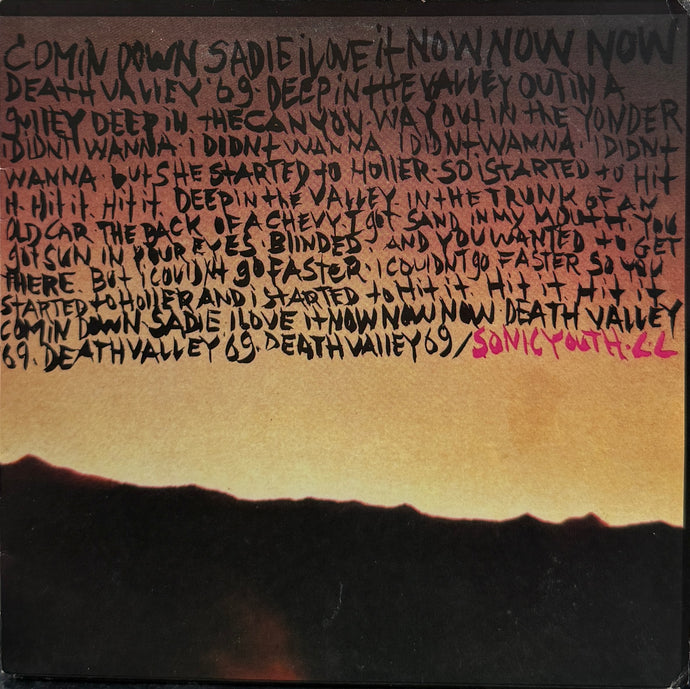 COMIN DOWN SADIE i LOVE it NOW NOW NOW
DEATH VALLEY '69. DEEP iN tHE VALLEY OUT iN A
gULLEY DEEP iN tHE CANYON. WAY OUT iN tHE YONDER
i DIDNT WANNA. i DIDNT WANNA i DIDNT WANNA. i DIDNT
WANNA. but SHE StARtED tO HOLLER. SO i StARtED tO Hit
it. Hit it. Hit it. DEEP iN tHE VALLEY. iN tHE tRUNK OF AN
OLD CAR tHE BACK OF A CHEVY I gOt SAND iN MY MOUtH. YOU
gOt SUN iN YOUR EYES. BLiNDED. AND YOU WANtED tO GEt
tHERE. But i COULDNt gO FASTER. i COULDNt gO FASTER SO YOU
StARtED tO HOllER AND i StARtED tO Hit it. Hit it. Hit it
COMiN DOWN SADiE. ILOVE it NOW NOW NOW DEAtH VALLEY
69. DEAtH VALLEY '69. DEAtH VAllEY 69/SONIC YOUtH. LL